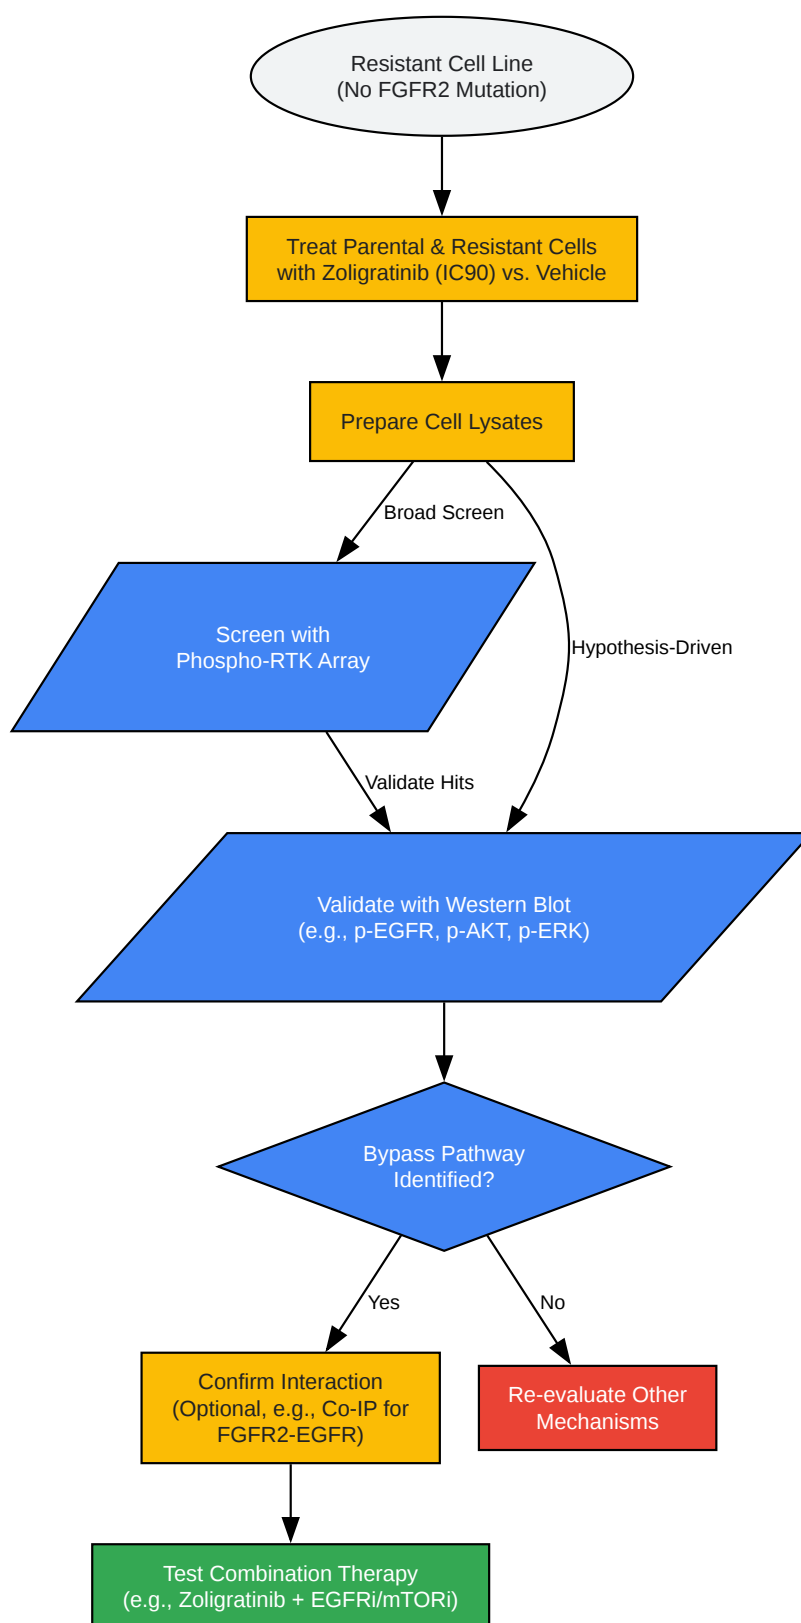 Resistant Cell Line
(No FGFR2 Mutation)
Treat Parental & Resistant Cells
with Zoligratinib (IC90) vs. Vehicle
Prepare Cell Lysates
Broad Screen
Screen with
Phospho-RTK Array
Hypothesis-Driven
Validate Hits
Validate with Western Blot
(e.g., p-EGFR, p-AKT, p-ERK)
Bypass Pathway
Identified?
Yes
No
Confirm Interaction
(Optional, e.g., Co-IP for
FGFR2-EGFR)
Re-evaluate Other
Mechanisms
Test Combination Therapy
(e.g., Zoligratinib + EGFRi/mTORi)